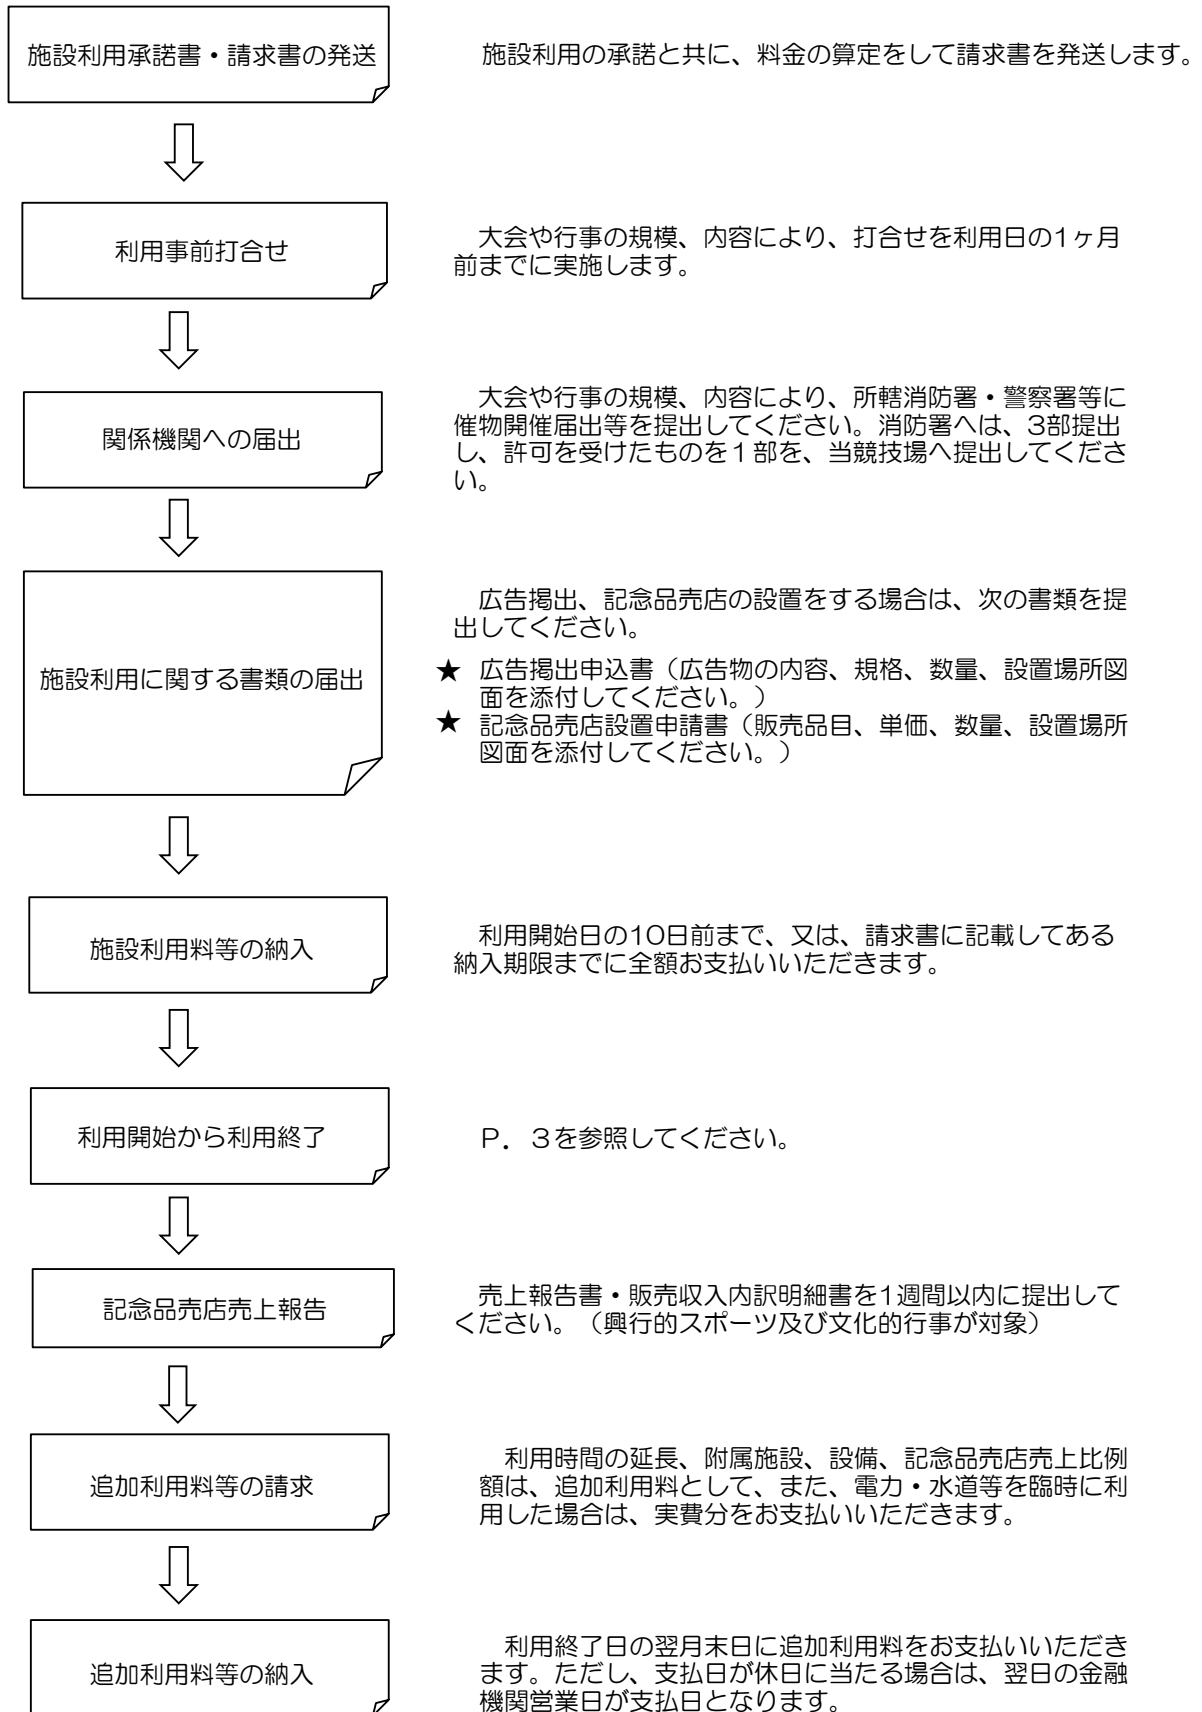 施設利用承諾書・請求書の発送
施設利用の承諾と共に、料金の算定をして請求書を発送します。
利用事前打合せ
大会や行事の規模、内容により、打合せを利用日の1ヶ月
前までに実施します。
関係機関への届出
大会や行事の規模、内容により、所轄消防署・警察署等に
催物開催届出等を提出してください。消防署へは、3部提出
し、許可を受けたものを１部を、当競技場へ提出してくださ
い。
施設利用に関する書類の届出
広告掲出、記念品売店の設置をする場合は、次の書類を提
出してください。
★ 広告掲出申込書（広告物の内容、規格、数量、設置場所図
面を添付してください。）
★ 記念品売店設置申請書（販売品目、単価、数量、設置場所
図面を添付してください。）
施設利用料等の納入
利用開始日の10日前まで、又は、請求書に記載してある
納入期限までに全額お支払いいただきます。
利用開始から利用終了
Ｐ．３を参照してください。
記念品売店売上報告
売上報告書・販売収入内訳明細書を1週間以内に提出して
ください。（興行的スポーツ及び文化的行事が対象）
追加利用料等の請求
利用時間の延長、附属施設、設備、記念品売店売上比例
額は、追加利用料として、また、電力・水道等を臨時に利
用した場合は、実費分をお支払いいただきます。
追加利用料等の納入
利用終了日の翌月末日に追加利用料をお支払いいただき
ます。ただし、支払日が休日に当たる場合は、翌日の金融
機関営業日が支払日となります。